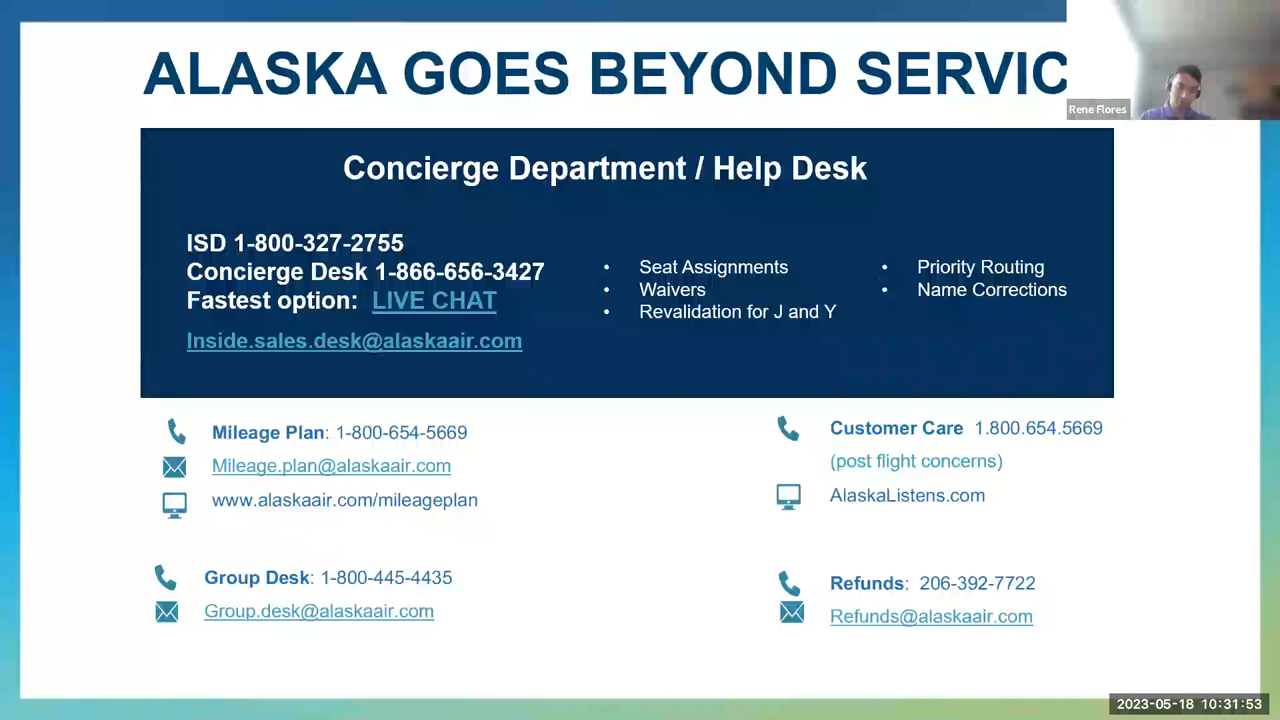 ALASKA GOES BEYOND SERVIC
Rene Flores
Concierge Department / Help Desk
ISD 1-800-327-2755
Concierge Desk 1-866-656-3427
Fastest option: LIVE CHAT
Inside.sales.desk@alaskaair.com
• Seat Assignments
• Waivers
• Revalidation for J and Y
• Priority Routing
• Name Corrections
Mileage Plan: 1-800-654-5669
Mileage.plan@alaskaair.com
www.alaskaair.com/mileageplan
Customer Care 1.800.654.5669
(post flight concerns)
AlaskaListens.com
Group Desk: 1-800-445-4435
Group.desk@alaskaair.com
Refunds: 206-392-7722
Refunds@alaskaair.com
2023-05-18 10:31:53